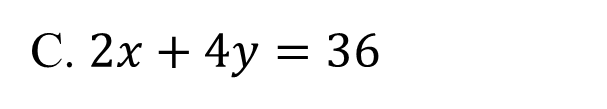 C. 2x + 4y = 36